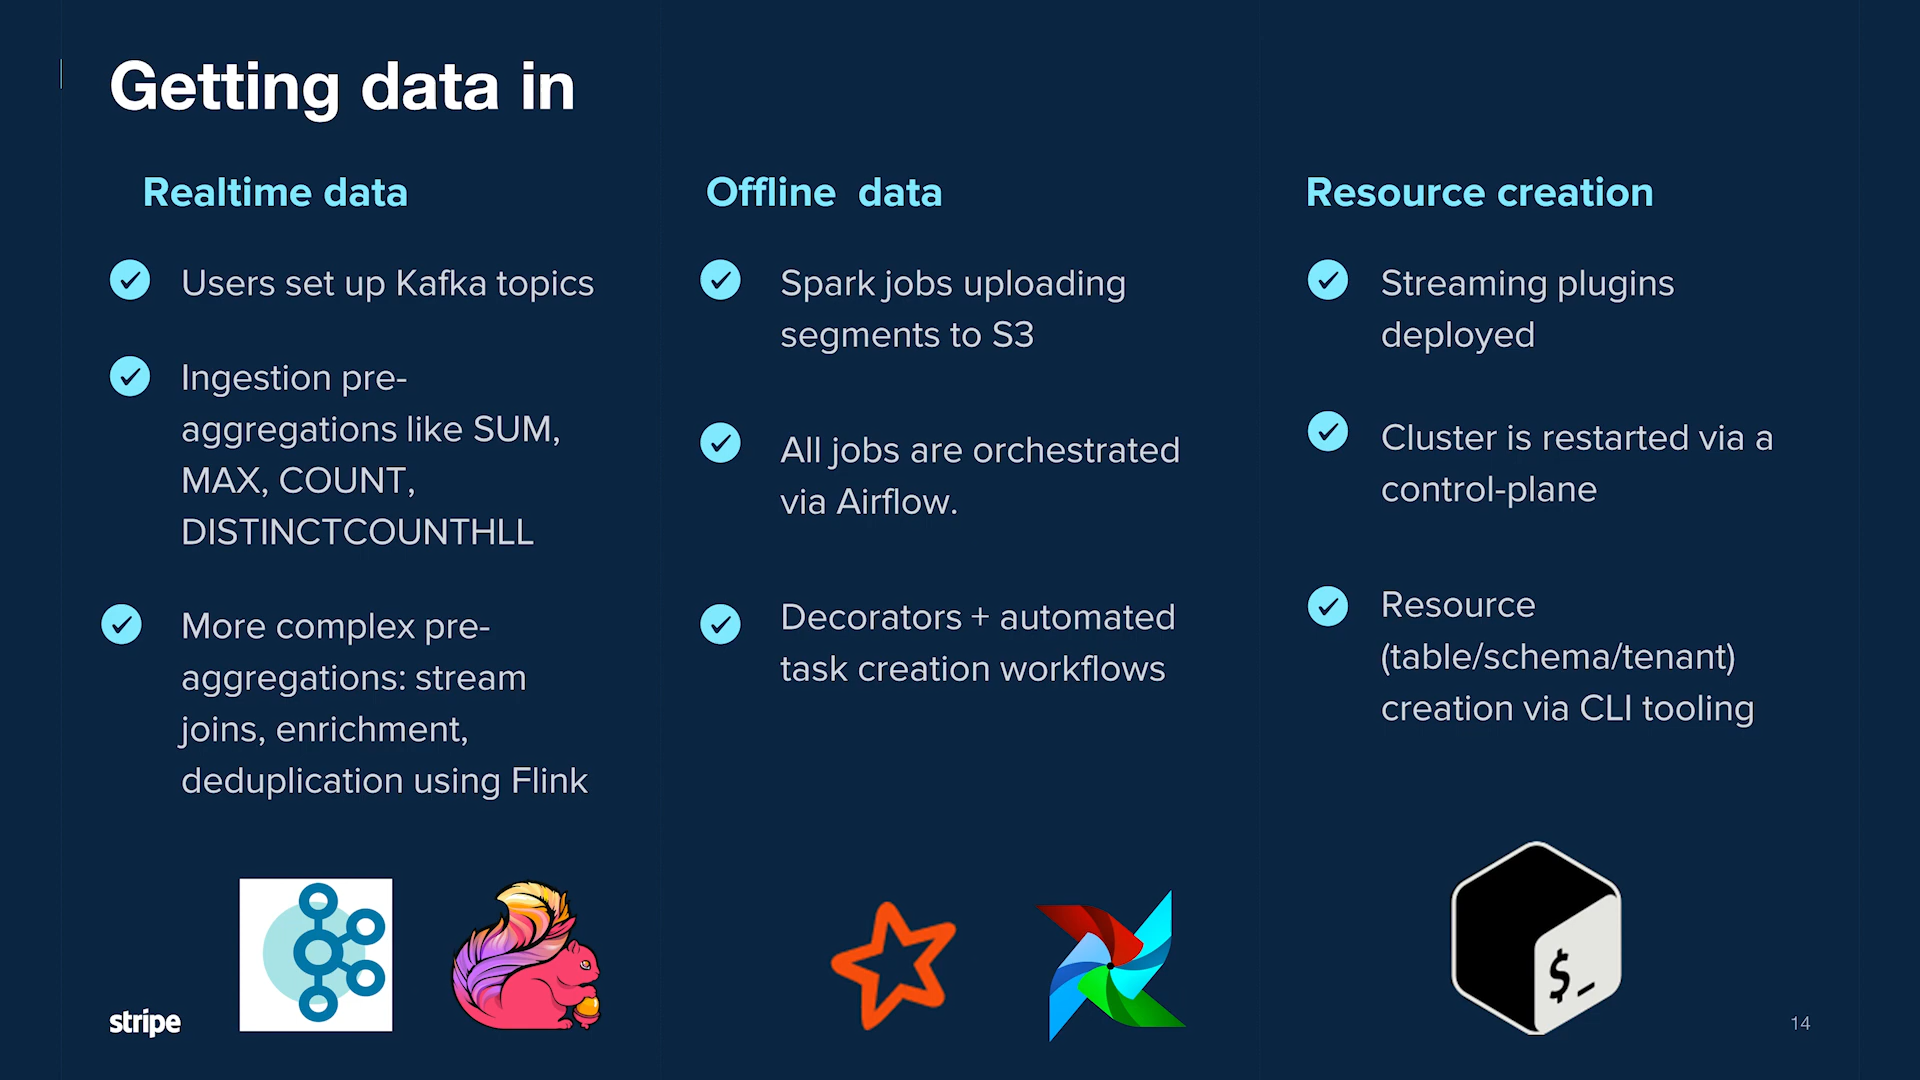 Getting data in
Realtime data
Users set up Kafka topics
Ingestion pre-
aggregations like SUM,
MAX, COUNT,
DISTINCTCOUNTHLL
More complex pre-
aggregations: stream
joins, enrichment,
deduplication using Flink
Offline  data
Spark jobs uploading
segments to S3
All jobs are orchestrated
via Airflow.
Decorators + automated
task creation workflows
Resource creation
Streaming plugins
deployed
Cluster is restarted via a
control-plane
Resource
(table/schema/tenant)
creation via CLI tooling
$_
stripe
14